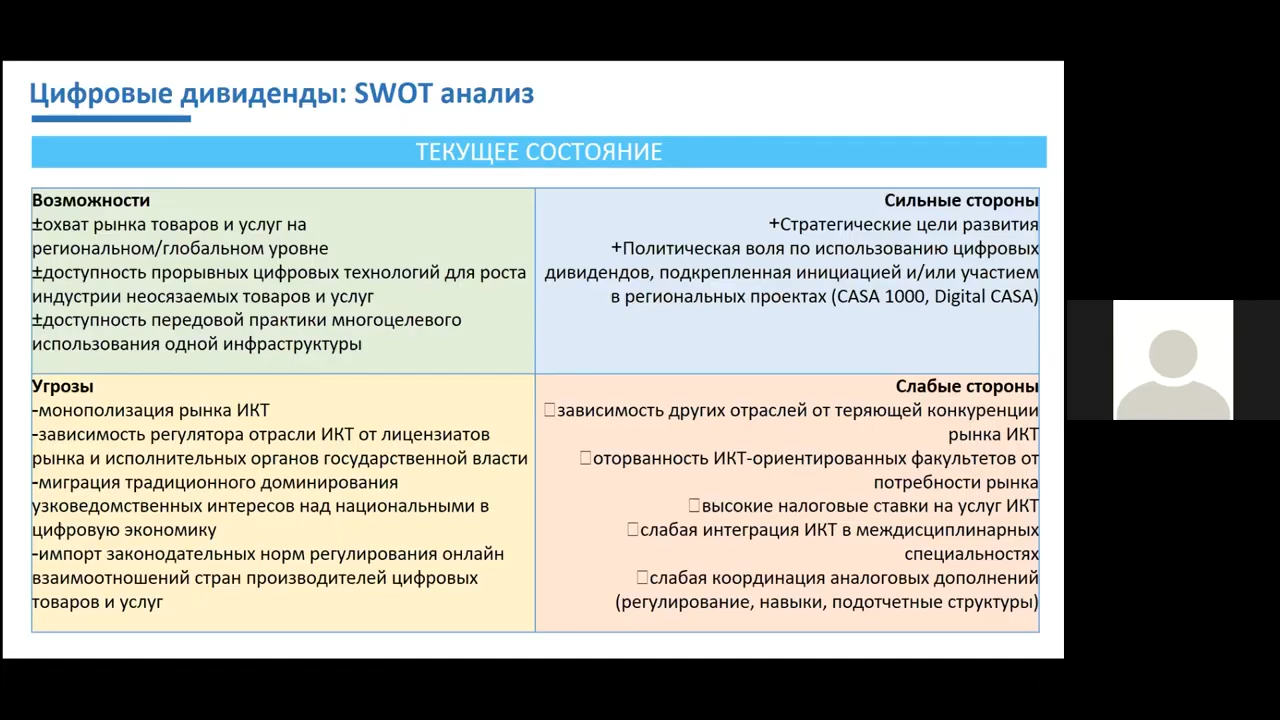 Цифровые дивиденды: SWOT анализ
ТЕКУЩЕЕ СОСТОЯНИЕ
Возможности
±охват рынка товаров и услуг на
региональном/глобальном уровне
±доступность прорывных цифровых технологий для роста
индустрии неосязаемых товаров и услуг
±доступность передовой практики многоцелевого
использования одной инфраструктуры
Сильные стороны
+Стратегические цели развития
+Политическая воля по использованию цифровых
дивидендов, подкрепленная инициацией и/или участием
в региональных проектах (CASA 1000, Digital CASA)
Угрозы
-монополизация рынка ИКТ
-зависимость регулятора отрасли ИКТ от лицензиатов
рынка и исполнительных органов государственной власти
-миграция традиционного доминирования
узковедомственных интересов над национальными в
цифровую экономику
-импорт законодательных норм регулирования онлайн
взаимоотношений стран производителей цифровых
товаров и услуг
Слабые стороны
зависимость других отраслей от теряющей конкуренции
рынка ИКТ
оторванность ИКТ-ориентированных факультетов от
потребности рынка
высокие налоговые ставки на услуг ИКТ
слабая интеграция ИКТ в междисциплинарных
специальностях
слабая координация аналоговых дополнений
(регулирование, навыки, подотчетные структуры)